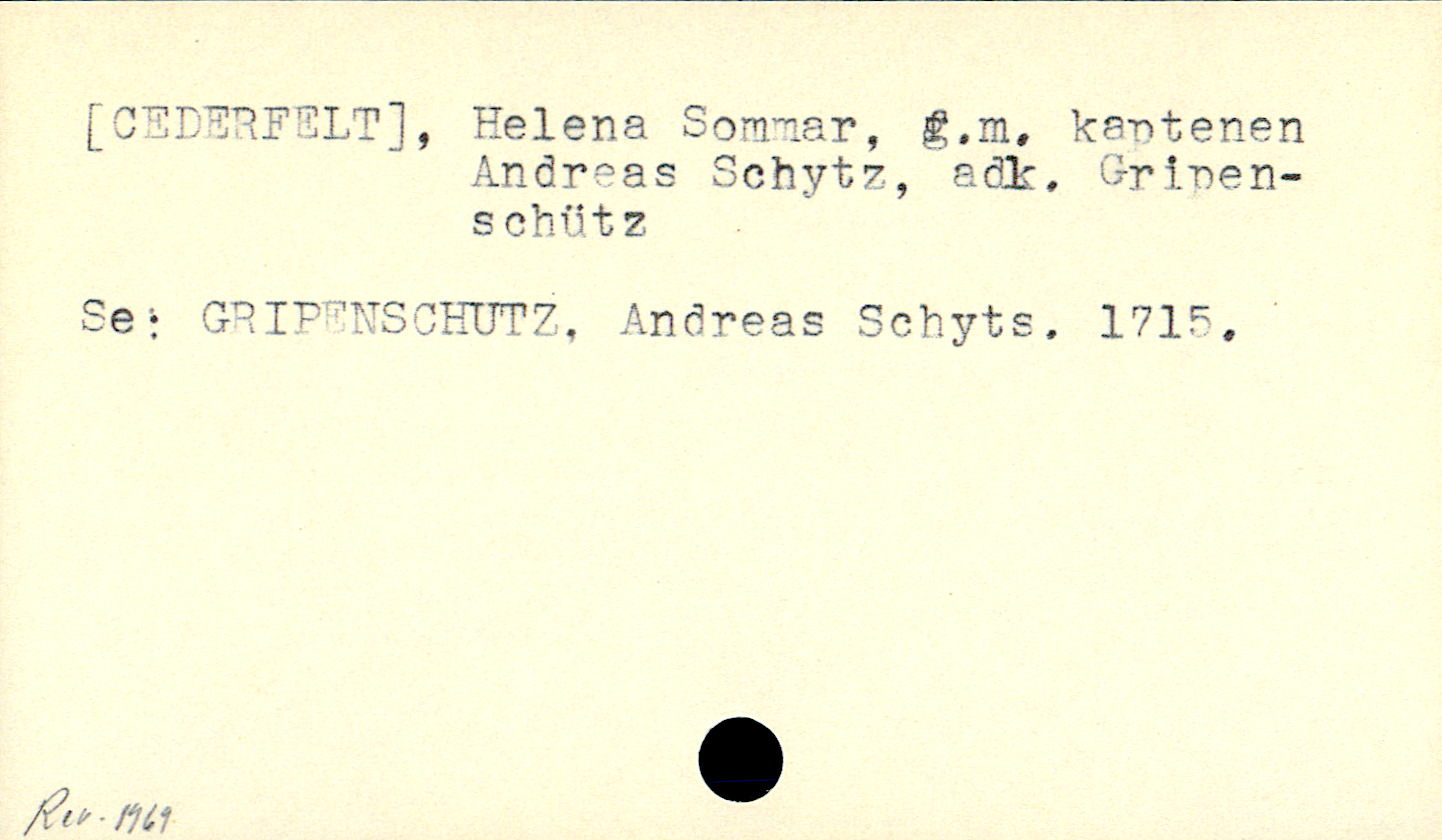 [CEDERFELT], Helena Sommar, g.m. kaptenen
Andreas Schytz, adk. Gripen-
schütz
Se: GRIPENSCHUTZ, Andreas Schyts. 1715.
Rev. 1969